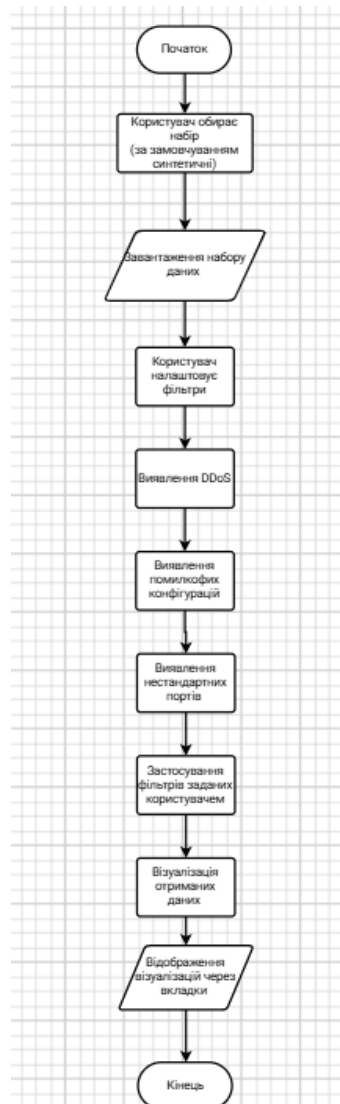 Початок
Користувач обирає
набір
(за замовчуванням
синтетичні)
Завантаження набору
даних
Користувач
налаштовує
фільтри
Виявлення DDoS
Виявлення
помилкофих
конфігурацій
Виявлення
нестандартних
портів
Застосування
фільтрів заданих
користувачем
Візуалізація
отриманих
даних
Відображення
візуалізацій через
вкладки
Кінець